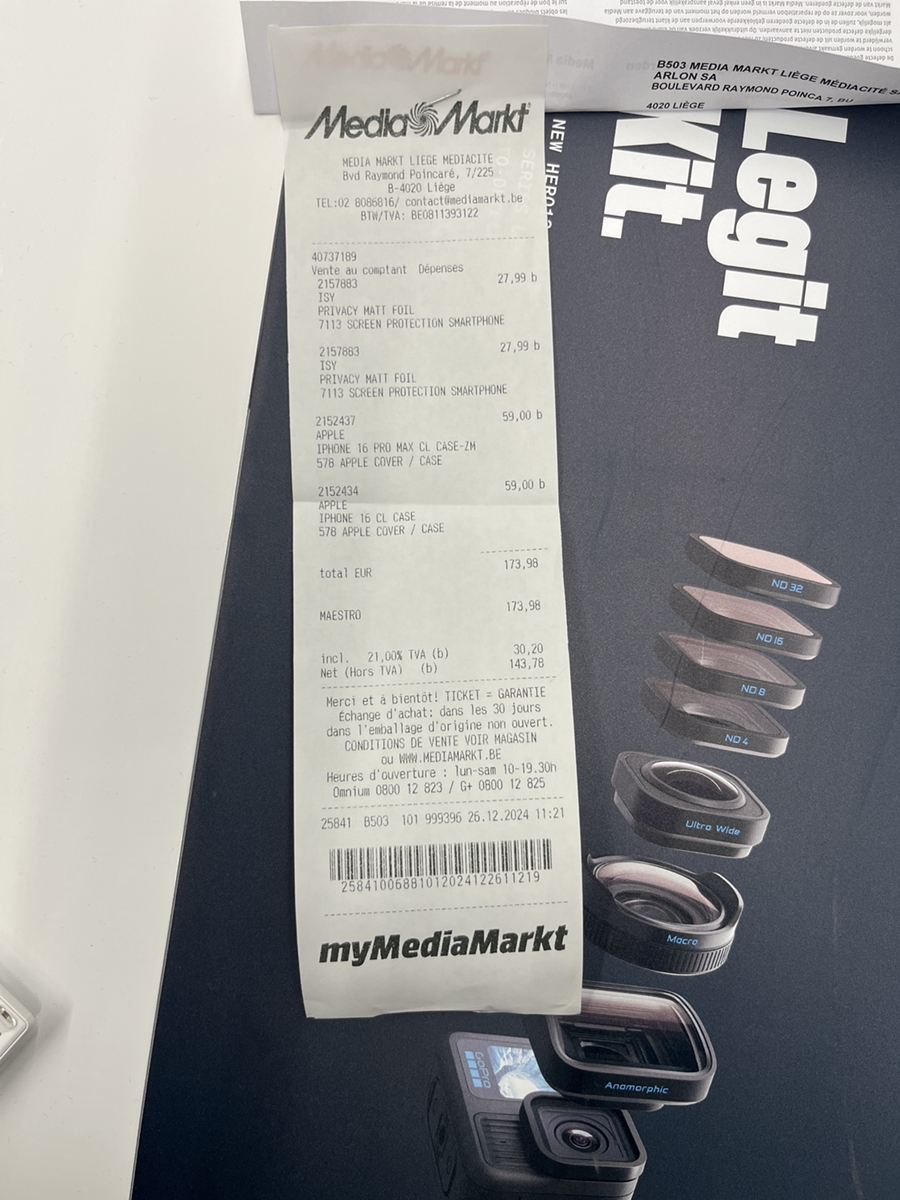 B503 MEDIA MARKT LIÈGE MÉDIACITÉ
ARLON SA
BOULEVARD RAYMOND POINCA 7, BU
4020 LIÈGE
Media Markt
MEDIA MARKT LIEGE MEDIACITE
Bvd Raymond Poincaré, 7/225
B-4020 Liège
TEL:02 8086816/ contact@mediamarkt.be
BTW/TVA: BE0811393122
40737189
Vente au comptant Dépenses
2157883 27,99 b
ISY
PRIVACY MATT FOIL
7113 SCREEN PROTECTION SMARTPHONE
2157883 27,99 b
ISY
PRIVACY MATT FOIL
7113 SCREEN PROTECTION SMARTPHONE
2152437 59,00 b
APPLE
IPHONE 16 PRO MAX CL CASE-ZM
578 APPLE COVER / CASE
2152434 59,00 b
APPLE
IPHONE 16 CL CASE
578 APPLE COVER / CASE
total EUR 173,98
MAESTRO 173,98
incl. 21,00% TVA (b) 30,20
Net (Hors TVA) (b) 143,78
Merci et à bientôt! TICKET = GARANTIE
Échange d'achat: dans les 30 jours
dans l'emballage d'origine non ouvert.
CONDITIONS DE VENTE VOIR MAGASIN
ou WWW.MEDIAMARKT.BE
Heures d'ouverture : lun-sam 10-19.30h
Omnium 0800 12 823 / G+ 0800 12 825
25841 B503 101 999396 26.12.2024 11:21
25841006881012024122611219
myMediaMarkt
Legit
Kit.
NEW HERO13
ND 32
ND 16
ND 8
ND 4
Ultra Wide
Macro
Anamorphic
GoPro